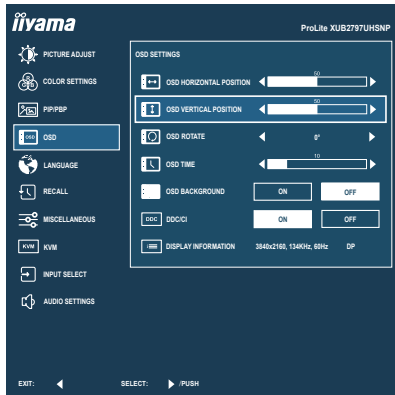 iiyama
ProLite XUB2797UHSNP
PICTURE ADJUST
COLOR SETTINGS
PIP/PBP
OSD OSD
LANGUAGE
RECALL
MISCELLANEOUS
KVM KVM
INPUT SELECT
AUDIO SETTINGS
OSD SETTINGS
OSD HORIZONTAL POSITION 50
OSD VERTICAL POSITION 50
OSD ROTATE 0°
OSD TIME 10
OSD BACKGROUND ON OFF
DDC DDC/CI ON OFF
DISPLAY INFORMATION 3840x2160, 134KHz, 60Hz DP
EXIT: SELECT: /PUSH